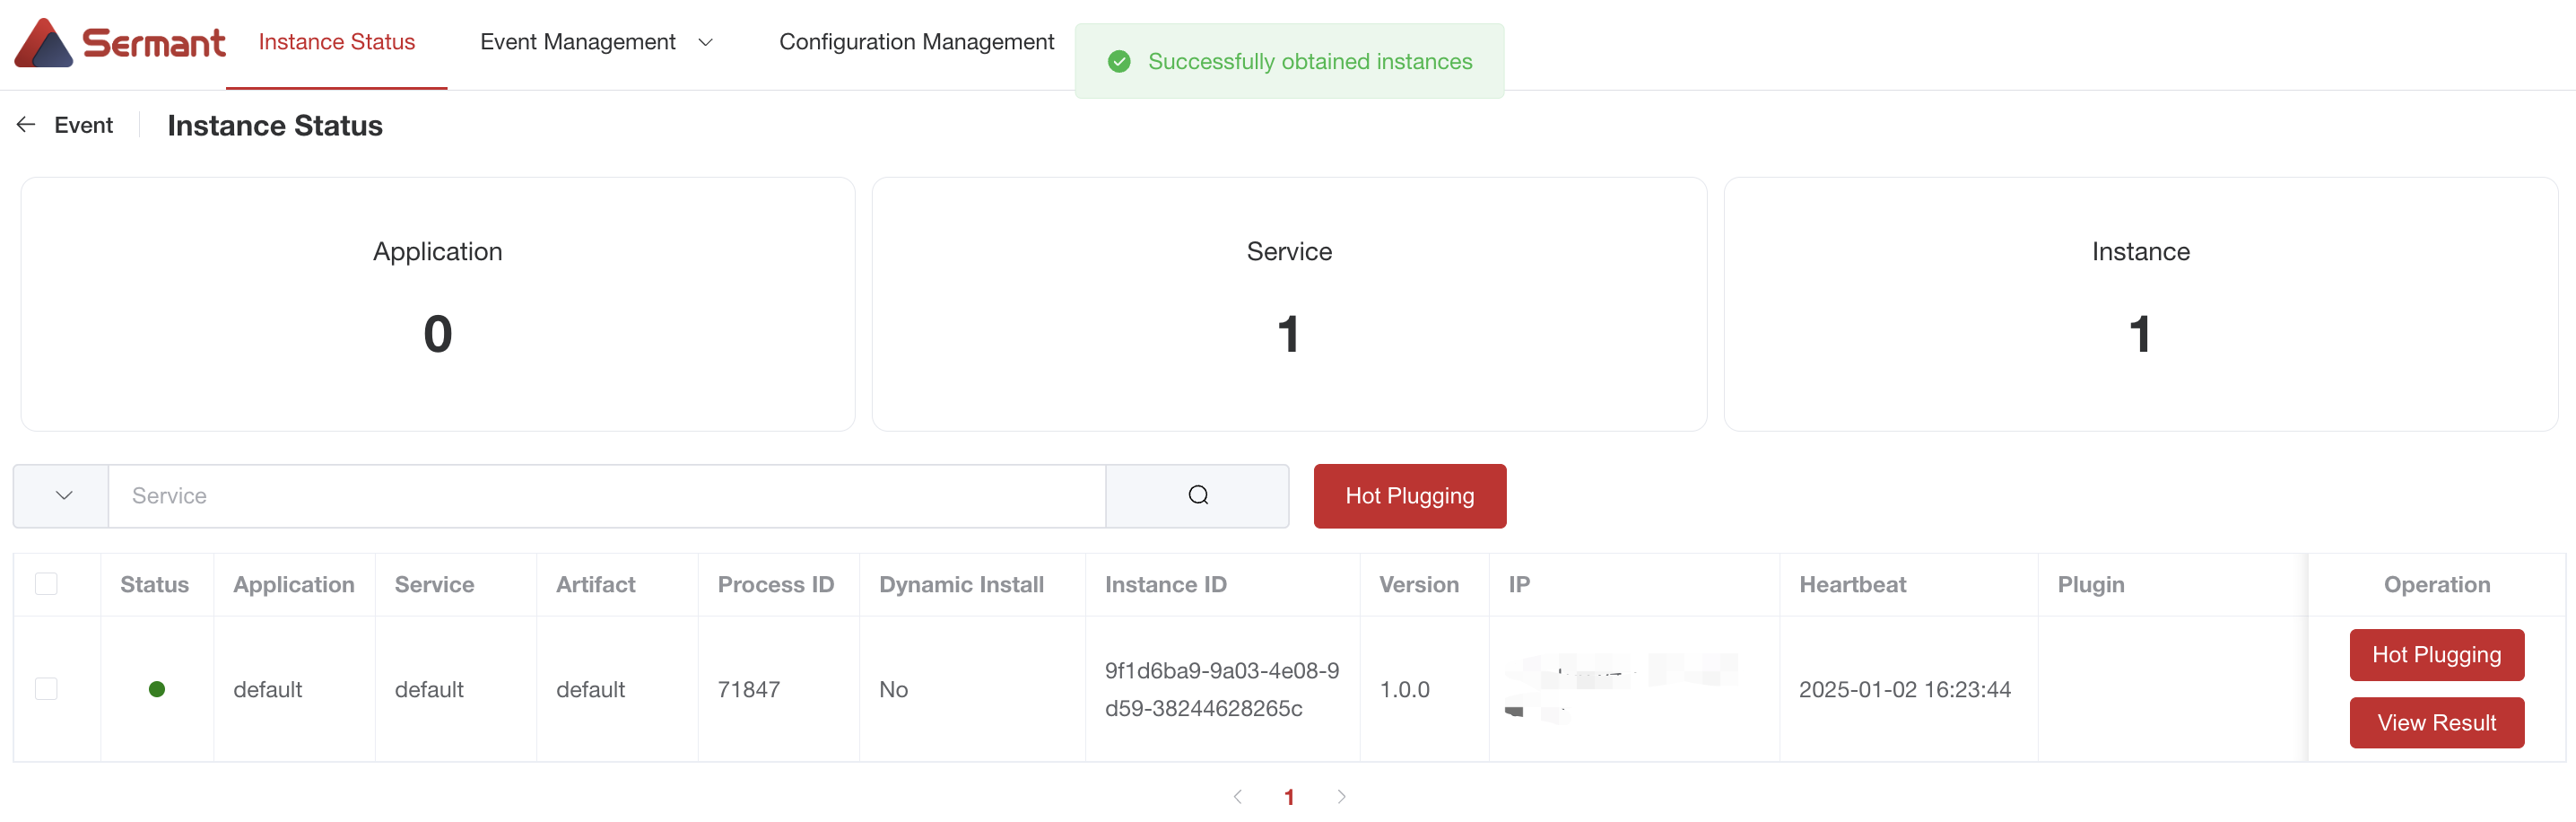 Sermant
Instance Status
Event Management
Configuration Management
Successfully obtained instances
Event
Instance Status
Application
0
Service
1
Instance
1
Service
Hot Plugging
Status
Application
Service
Artifact
Process ID
Dynamic Install
Instance ID
Version
IP
Heartbeat
Plugin
Operation
default
default
default
71847
No
9f1d6ba9-9a03-4e08-9
d59-38244628265c
1.0.0
2025-01-02 16:23:44
Hot Plugging
View Result
1